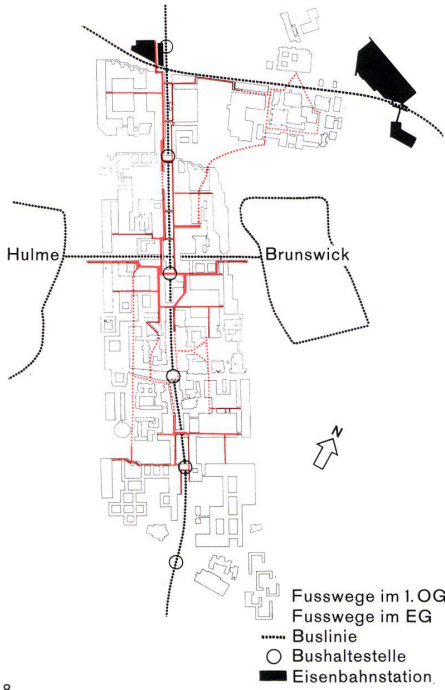 Hulme
Brunswick
N
Fusswege im 1. OG
Fusswege im EG
Buslinie
Bushaltestelle
Eisenbahnstation
8